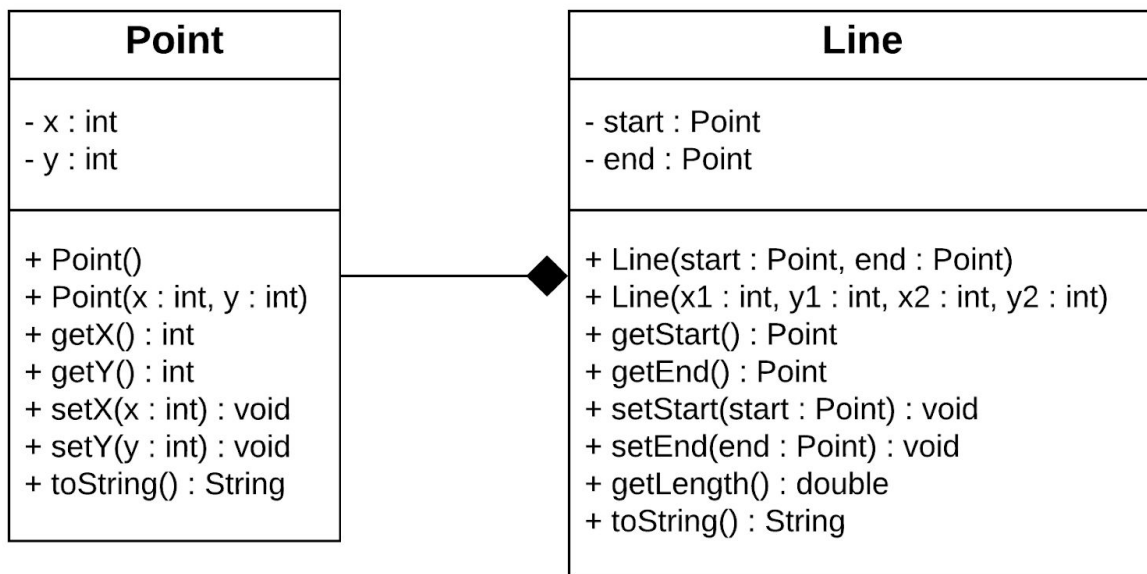 Point
- x : int
- y : int
+ Point()
+ Point(x : int, y : int)
+ getX() : int
+ getY() : int
+ setX(x : int) : void
+ setY(y : int) : void
+ toString() : String
Line
- start : Point
- end : Point
+ Line(start : Point, end : Point)
+ Line(x1 : int, y1 : int, x2 : int, y2 : int)
+ getStart() : Point
+ getEnd() : Point
+ setStart(start : Point) : void
+ setEnd(end : Point) : void
+ getLength() : double
+ toString() : String